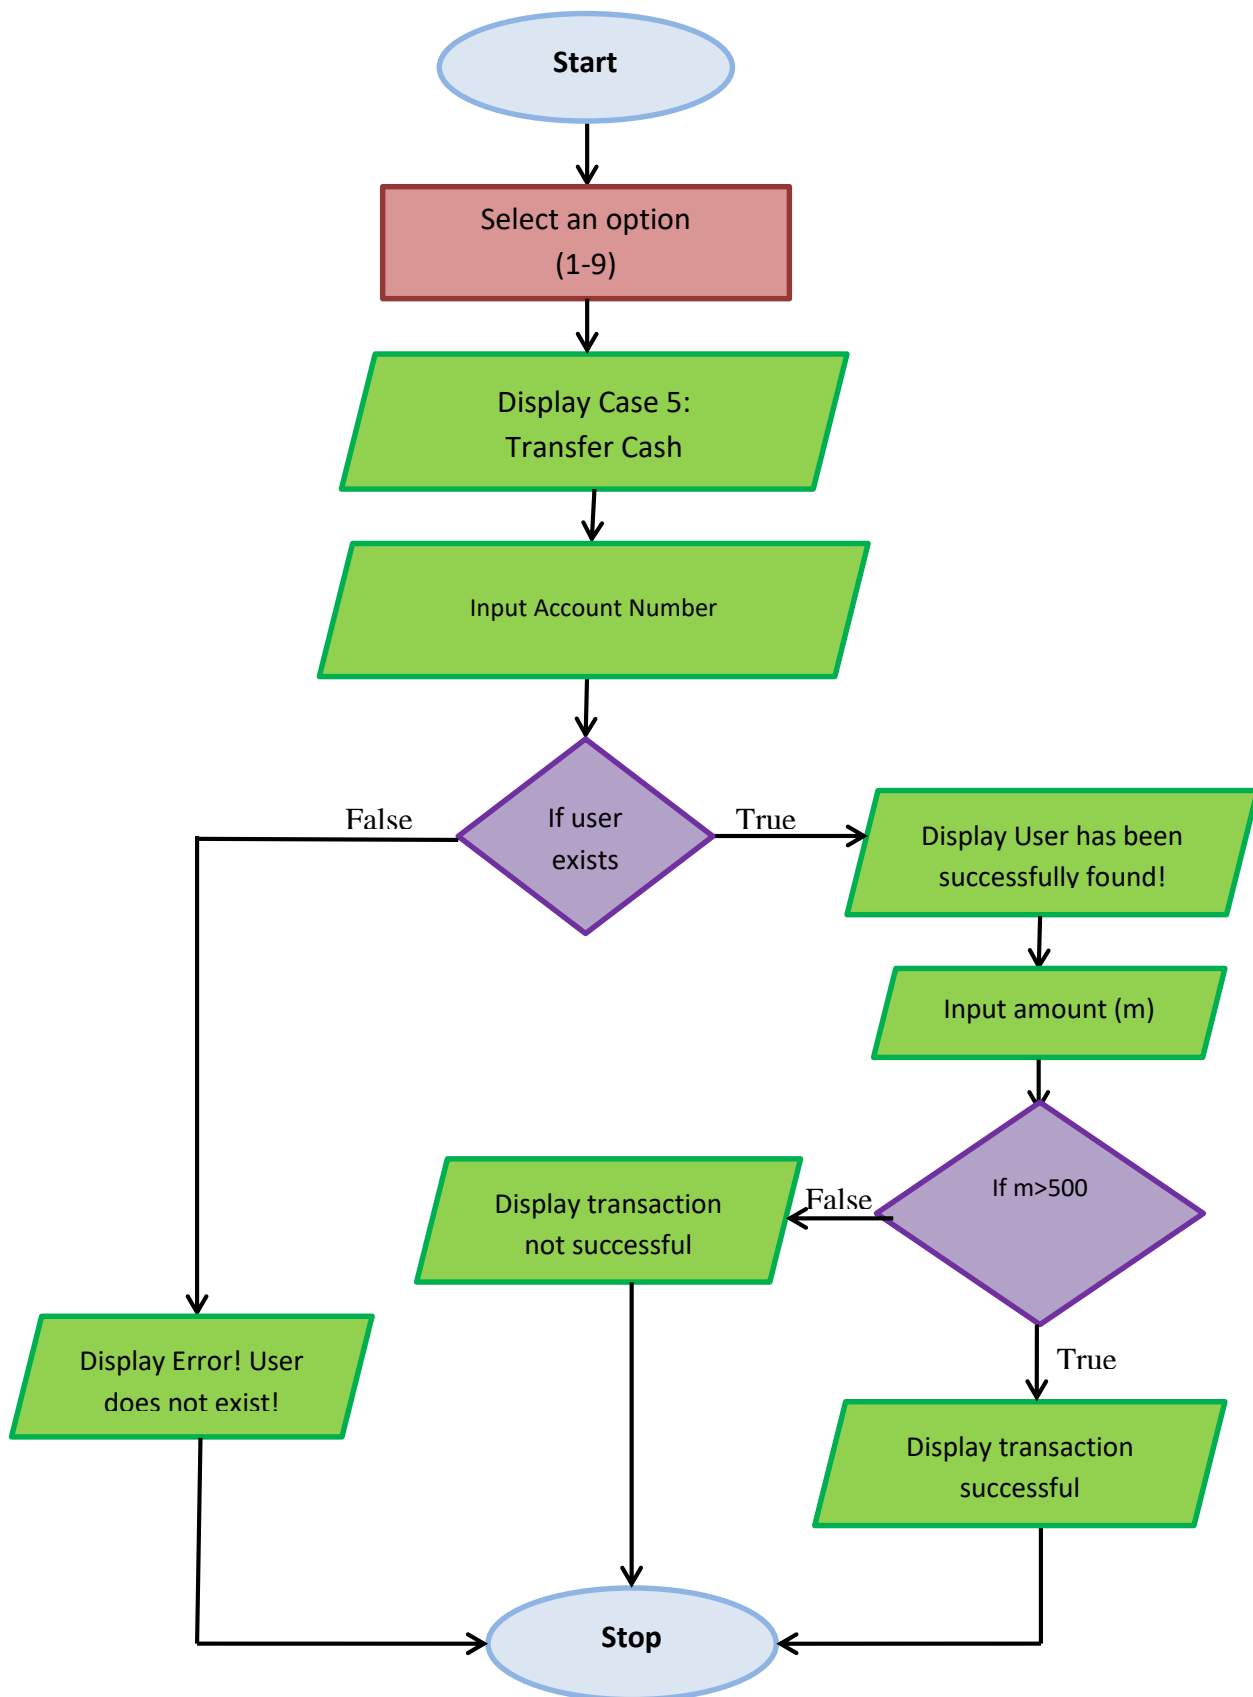 Start
Select an option
(1-9)
Display Case 5:
Transfer Cash
Input Account Number
False
If user
exists
True
Display User has been
successfully found!
Input amount (m)
If m>500
False
Display transaction
not successful
True
Display Error! User
does not exist!
Display transaction
successful
Stop